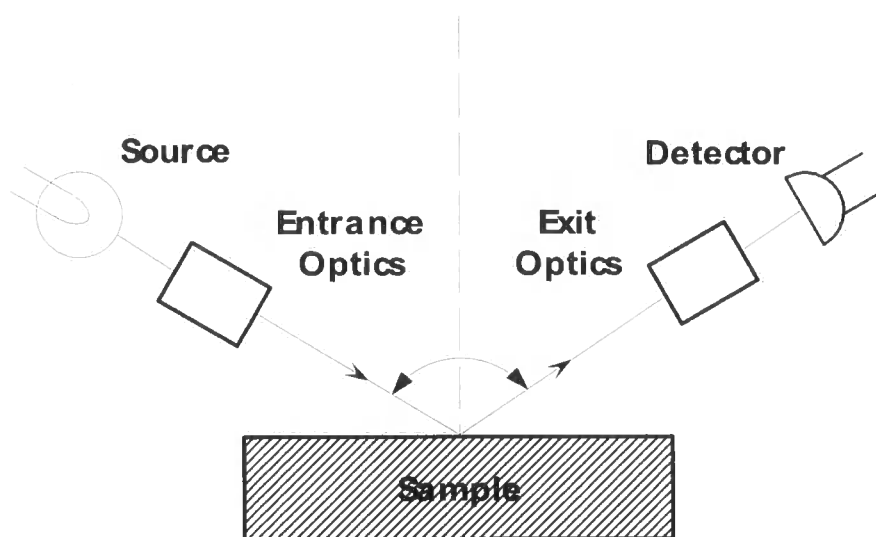 Source
Detector
Entrance
Optics
Exit
Optics
Sample